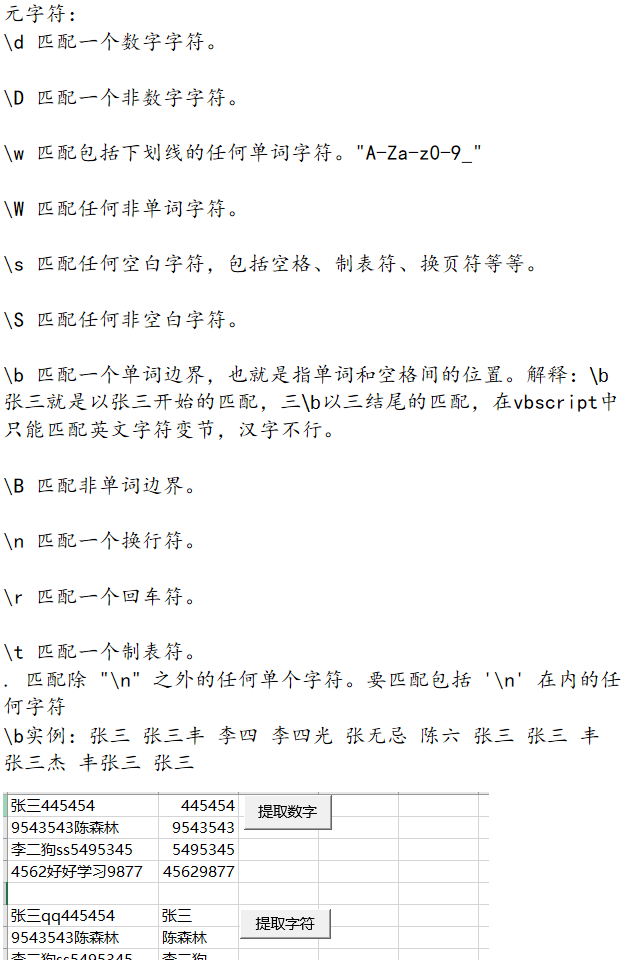 元字符：
\d 匹配一个数字字符。
\D 匹配一个非数字字符。
\w 匹配包括下划线的任何单词字符。"A-Za-z0-9_"
\W 匹配任何非单词字符。
\s 匹配任何空白字符，包括空格、制表符、换页符等等。
\S 匹配任何非空白字符。
\b 匹配一个单词边界，也就是指单词和空格间的位置。解释：\b
张三就是以张三开始的匹配，三\b以三结尾的匹配，在vbscript中
只能匹配英文字符变节，汉字不行。
\B 匹配非单词边界。
\n 匹配一个换行符。
\r 匹配一个回车符。
\t 匹配一个制表符。
. 匹配除 "\n" 之外的任何单个字符。要匹配包括 '\n' 在内的任
何字符
\b实例：张三 张三丰 李四 李四光 张无忌 陈六 张三 张三 丰
张三杰 丰张三 张三
张三445454 445454 提取数字
9543543陈森林 9543543
李二狗ss5495345 5495345
4562好好学习9877 45629877
张三qq445454 张三 提取字符
9543543陈森林 陈森林
李二狗ss5495345 李二狗